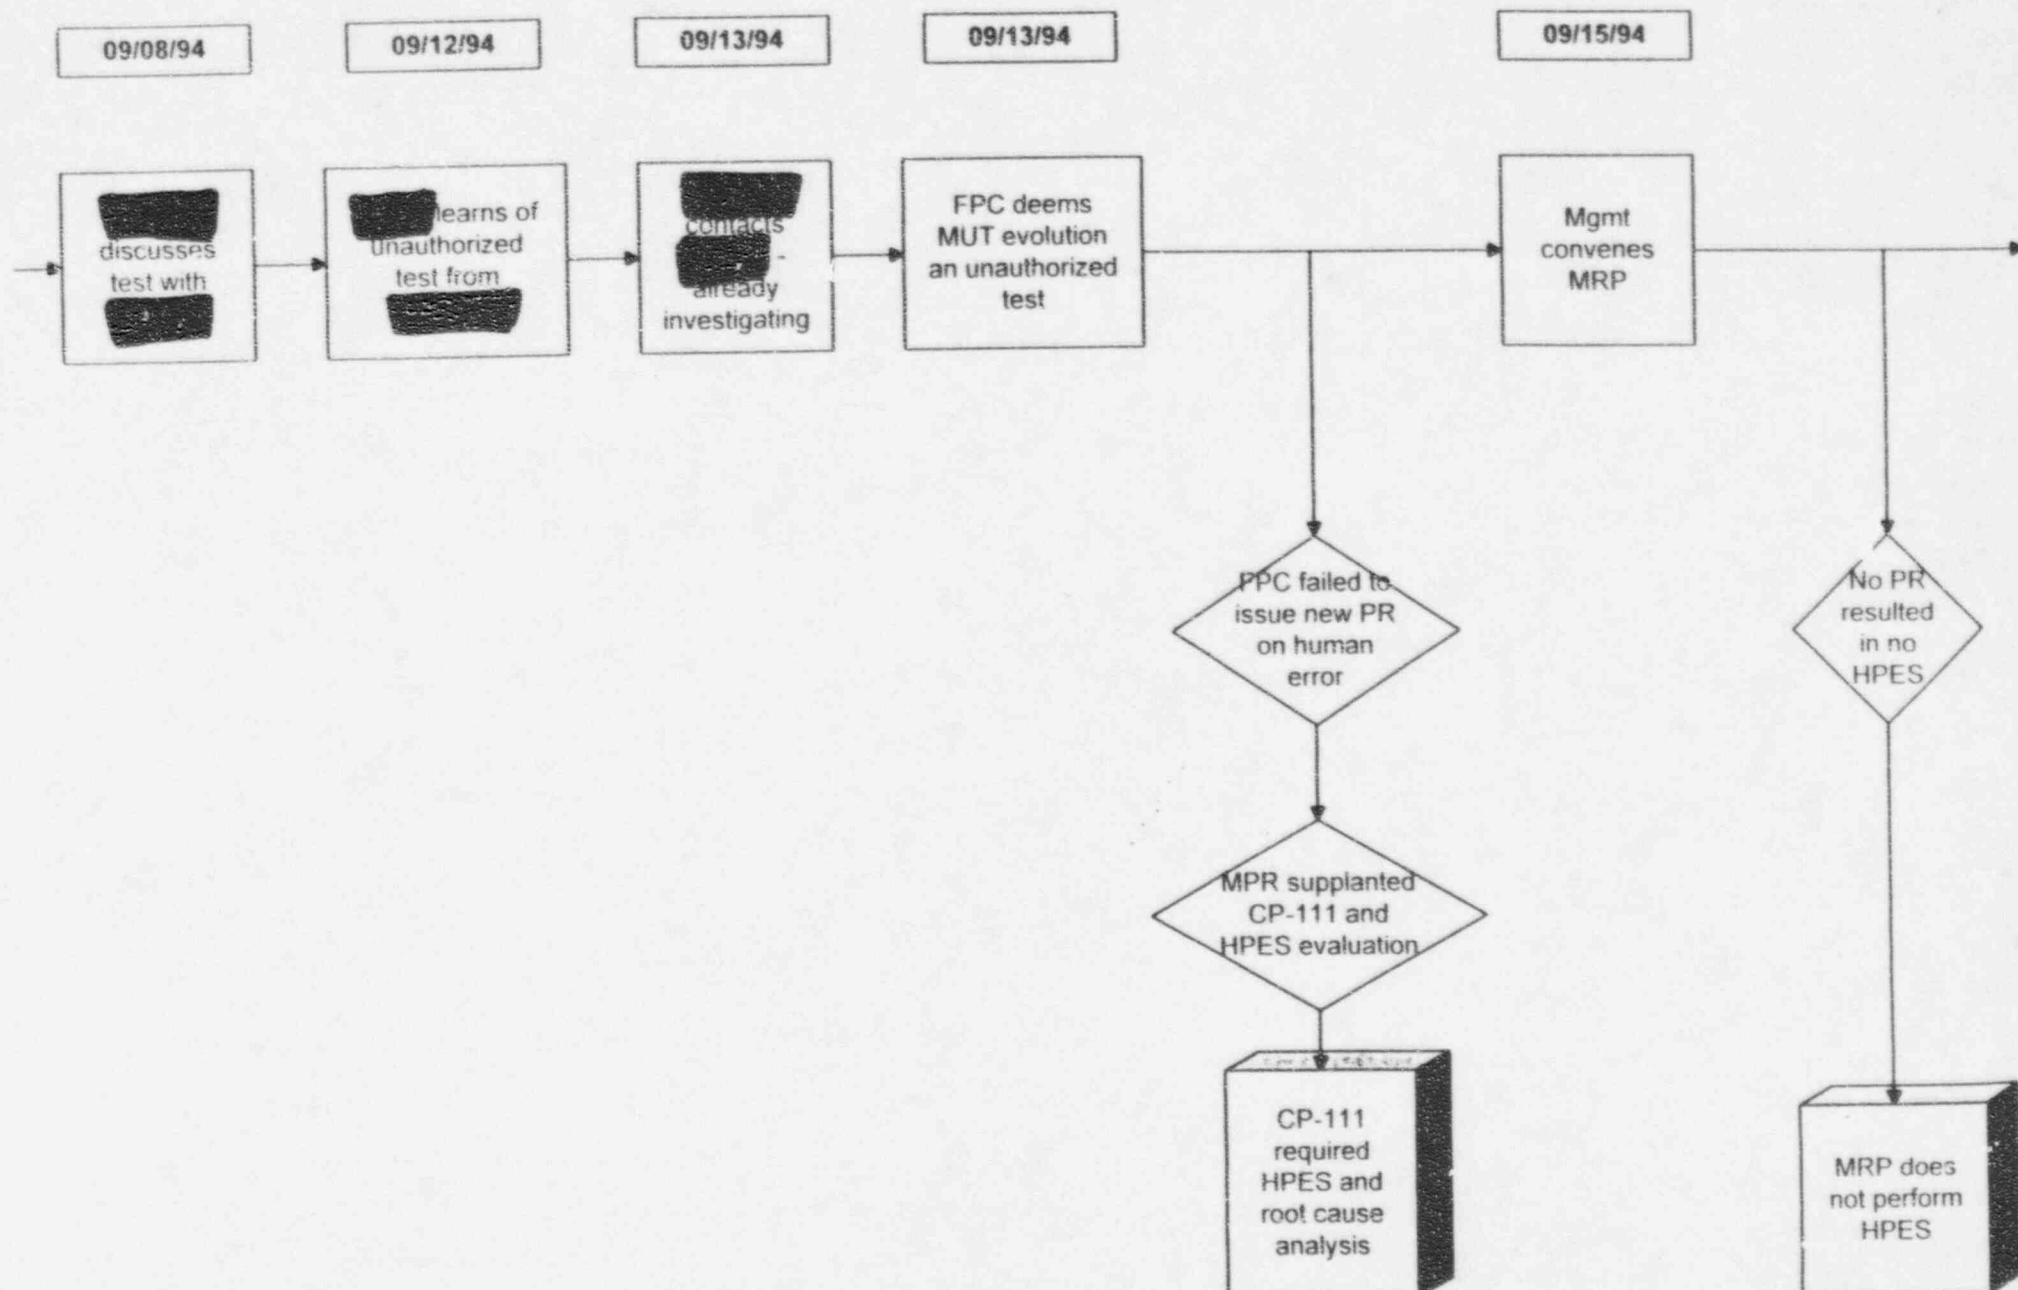 09/08/94
09/12/94
09/13/94
09/13/94
09/15/94
discusses
test with
learns of
unauthorized
test from
contacts
-
already
investigating
FPC deems
MUT evolution
an unauthorized
test
Mgmt
convenes
MRP
FPC failed to
issue new PR
on human
error
No PR
resulted
in no
HPES
MPR supplanted
CP-111 and
HPES evaluation
CP-111
required
HPES and
root cause
analysis
MRP does
not perform
HPES